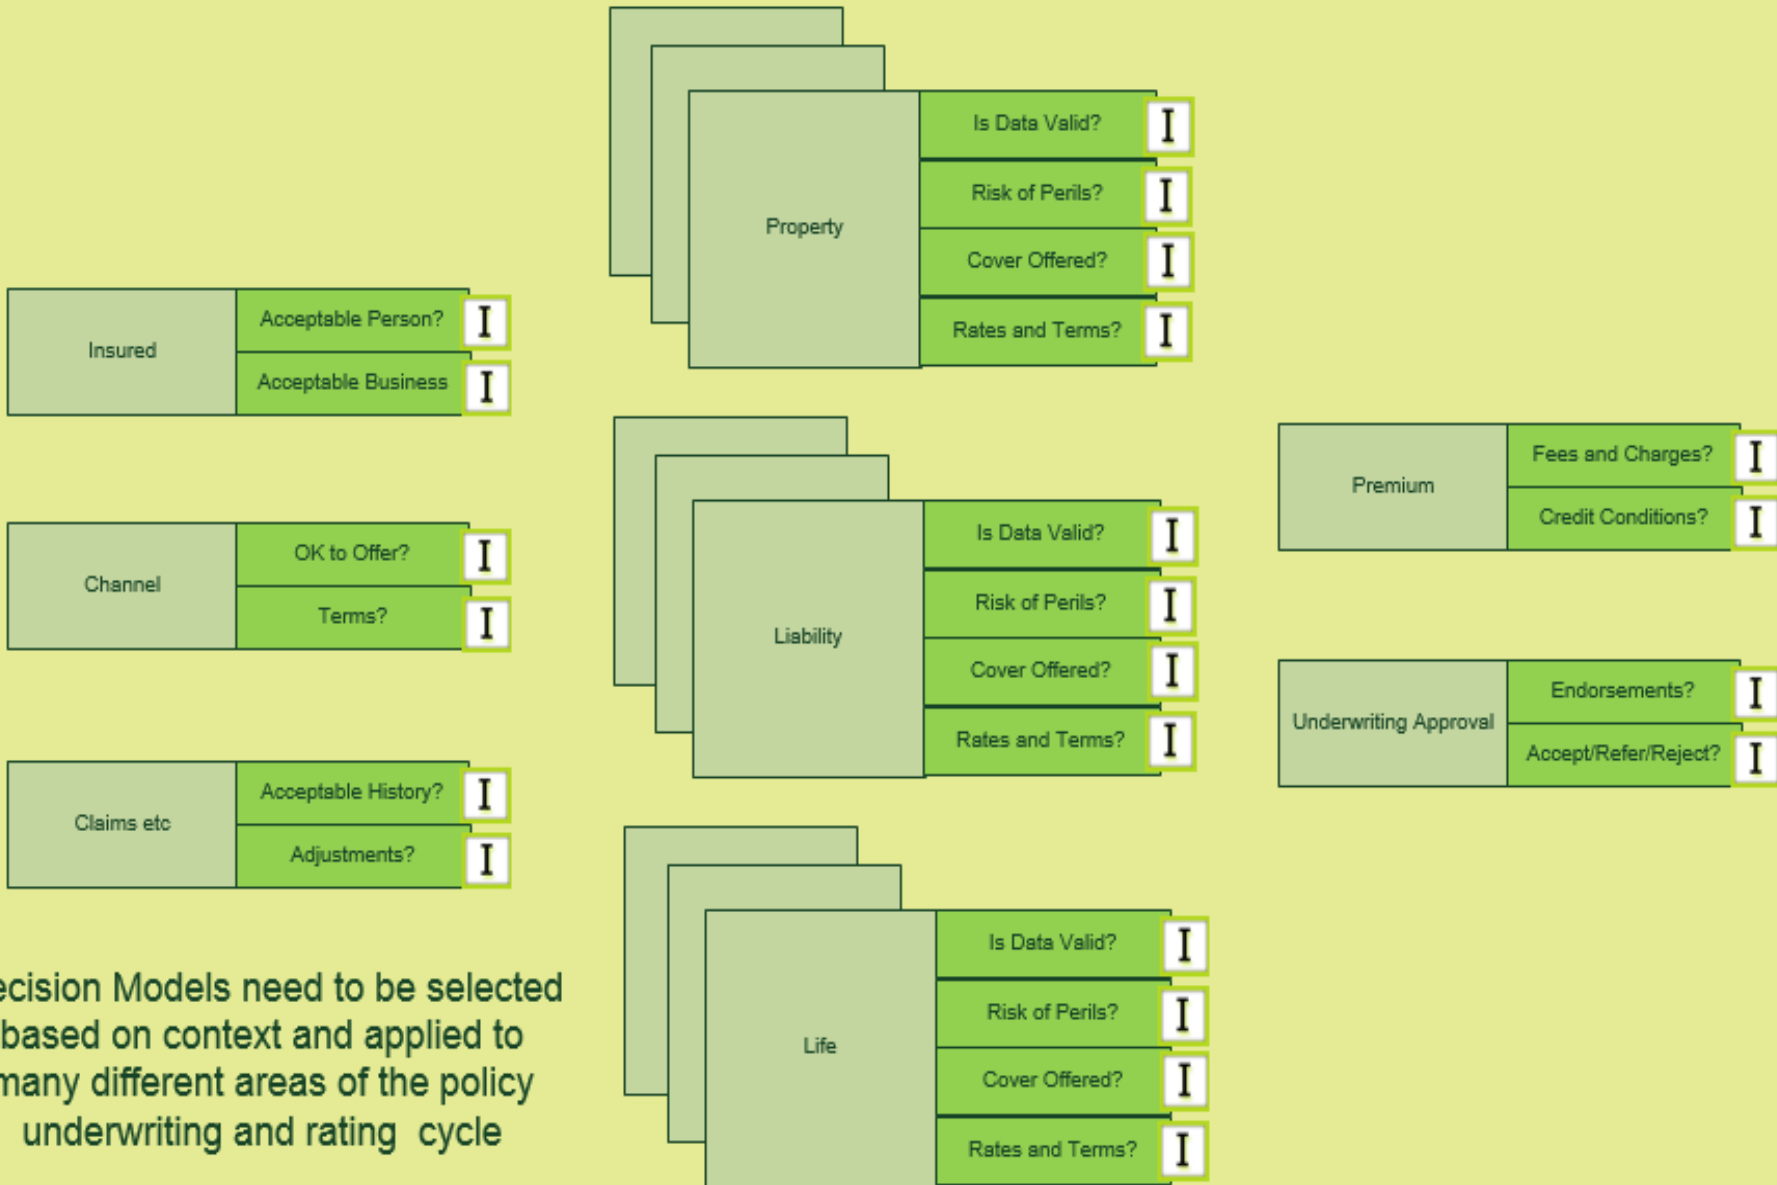 Insured
Acceptable Person?
I
Acceptable Business
I
Channel
OK to Offer?
I
Terms?
I
Claims etc
Acceptable History?
I
Adjustments?
I
ecision Models need to be selected
based on context and applied to
many different areas of the policy
underwriting and rating cycle
Property
Is Data Valid?
I
Risk of Perils?
I
Cover Offered?
I
Rates and Terms?
I
Liability
Is Data Valid?
I
Risk of Perils?
I
Cover Offered?
I
Rates and Terms?
I
Life
Is Data Valid?
I
Risk of Perils?
I
Cover Offered?
I
Rates and Terms?
I
Premium
Fees and Charges?
I
Credit Conditions?
I
Underwriting Approval
Endorsements?
I
Accept/Refer/Reject?
I